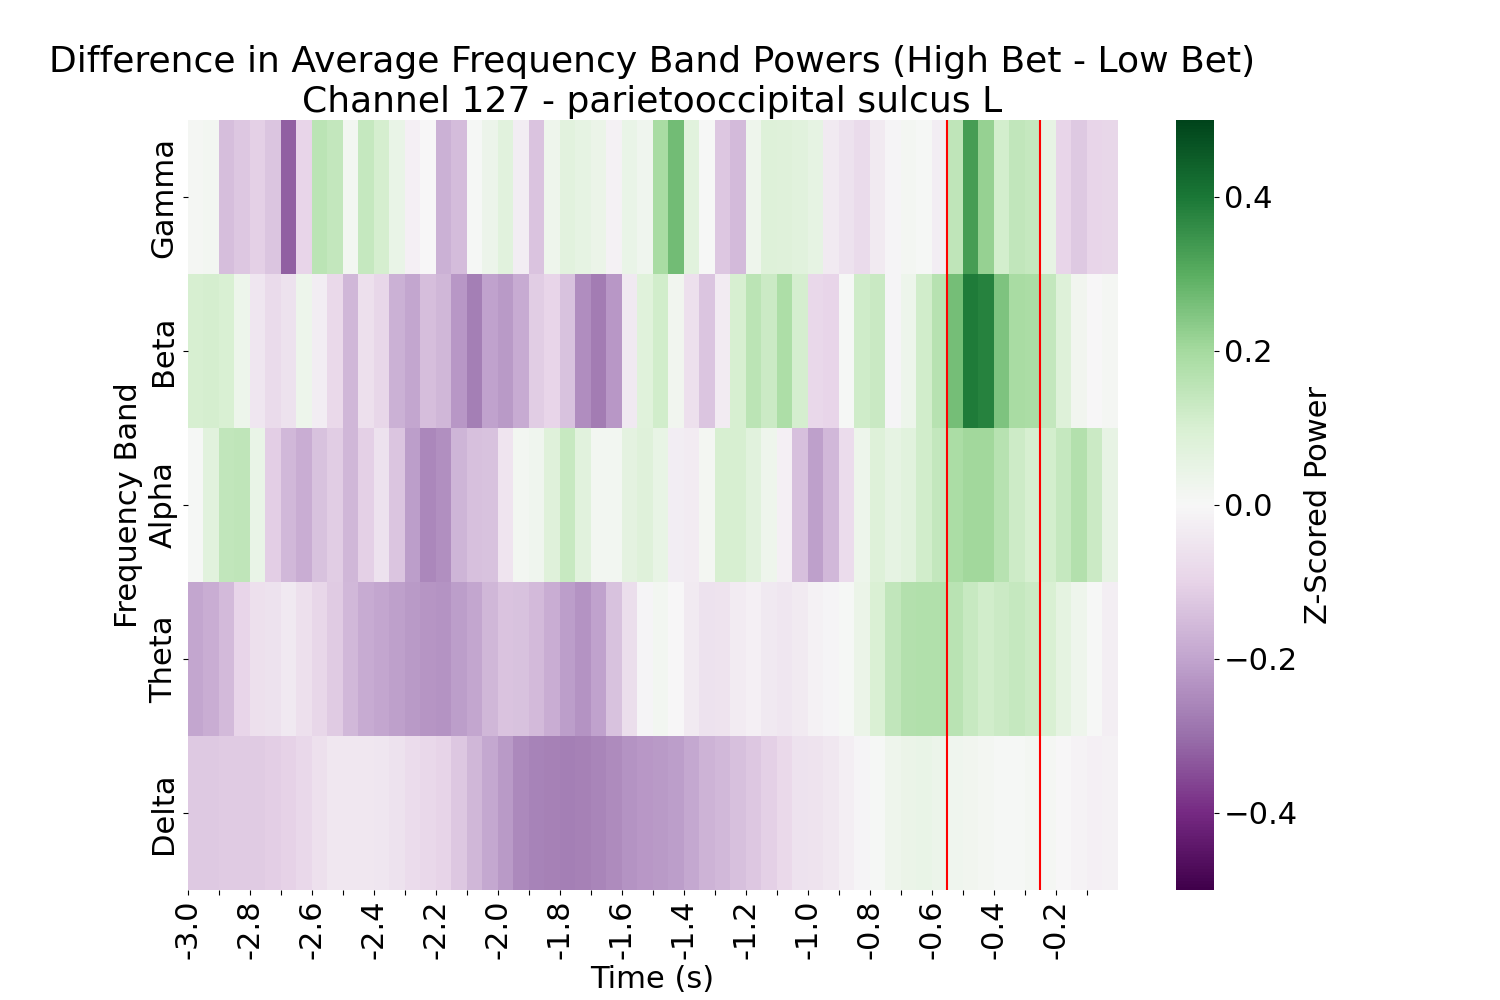 Difference in Average Frequency Band Powers (High Bet - Low Bet)
Channel 127 - parietooccipital sulcus L
Frequency Band
Gamma
Beta
Alpha
Theta
Delta
-3.0
-2.8
-2.6
-2.4
-2.2
-2.0
-1.8
-1.6
-1.4
-1.2
-1.0
-0.8
-0.6
-0.4
-0.2
Time (s)
0.4
0.2
0.0
−0.2
−0.4
Z-Scored Power